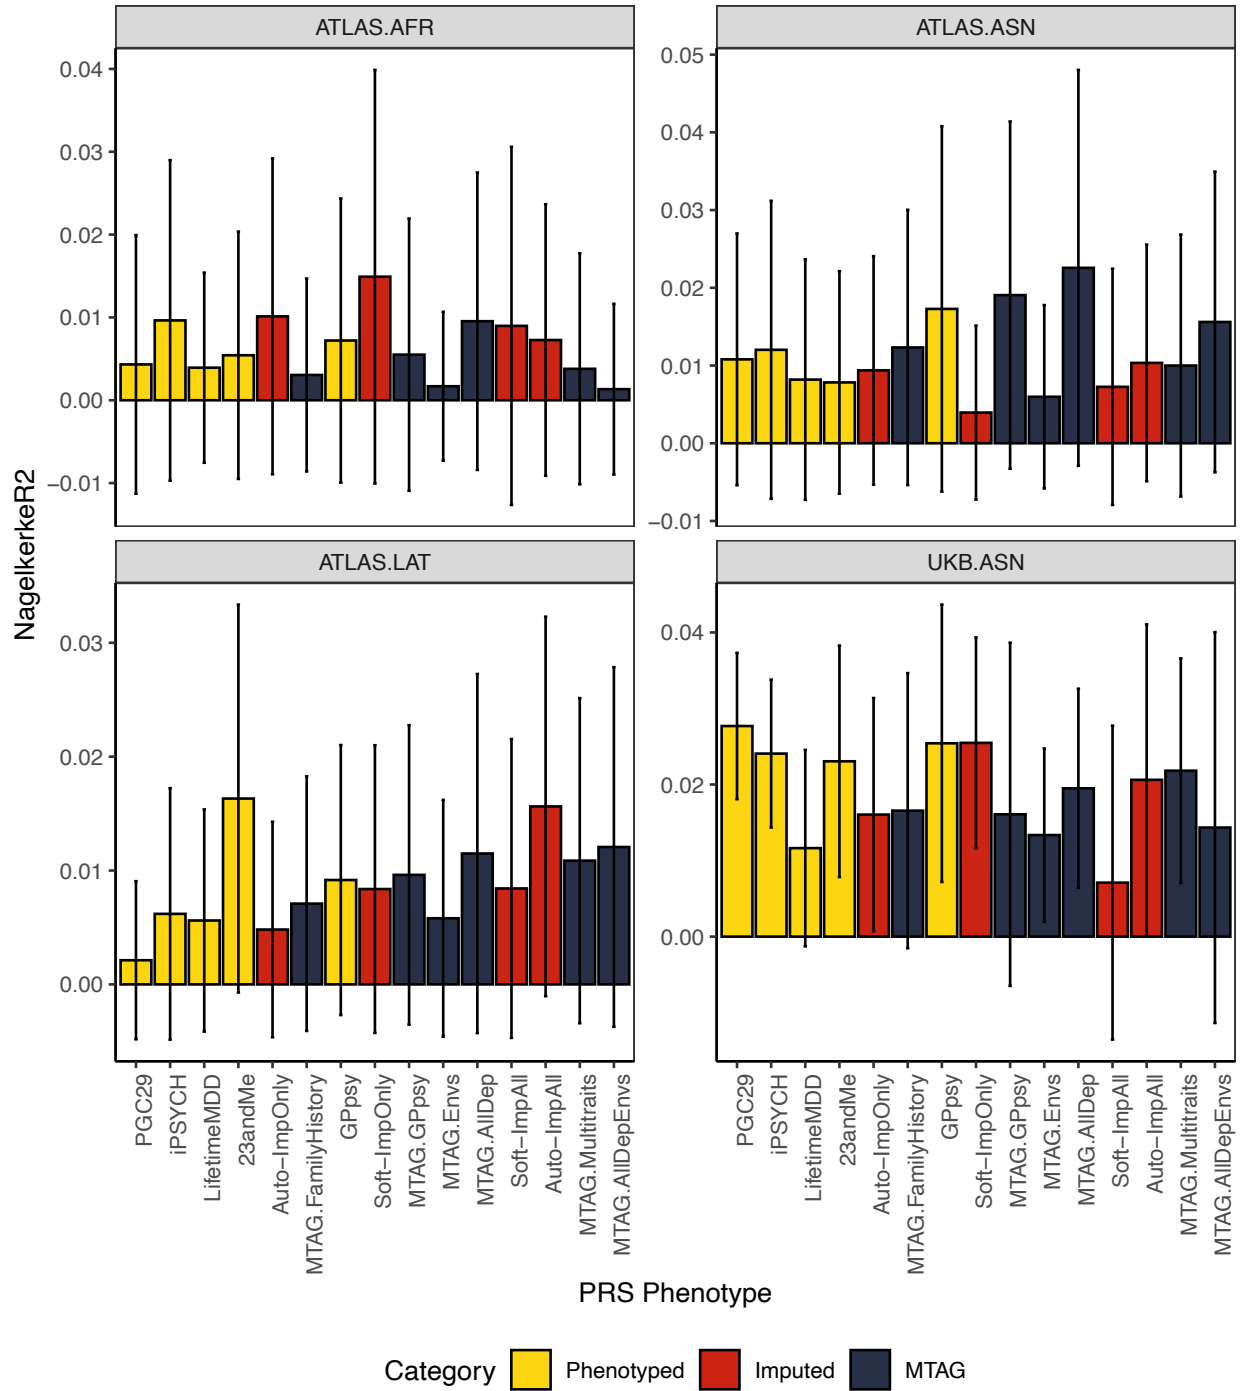 ATLAS.AFR
ATLAS.ASN
0.04
0.03
0.02
0.01
0.00
−0.01
0.05
0.04
0.03
0.02
0.01
0.00
−0.01
NagelkerkeR2
ATLAS.LAT
UKB.ASN
0.03
0.02
0.01
0.00
0.04
0.02
0.00
PGC29
iPSYCH
LifetimeMDD
23andMe
Auto−ImpOnly
MTAG.FamilyHistory
GPpsy
Soft−ImpOnly
MTAG.GPpsy
MTAG.Envs
MTAG.AllDep
Soft−ImpAll
Auto−ImpAll
MTAG.Multitraits
MTAG.AllDepEnvs
PGC29
iPSYCH
LifetimeMDD
23andMe
Auto−ImpOnly
MTAG.FamilyHistory
GPpsy
Soft−ImpOnly
MTAG.GPpsy
MTAG.Envs
MTAG.AllDep
Soft−ImpAll
Auto−ImpAll
MTAG.Multitraits
MTAG.AllDepEnvs
PRS Phenotype
Category Phenotyped Imputed MTAG